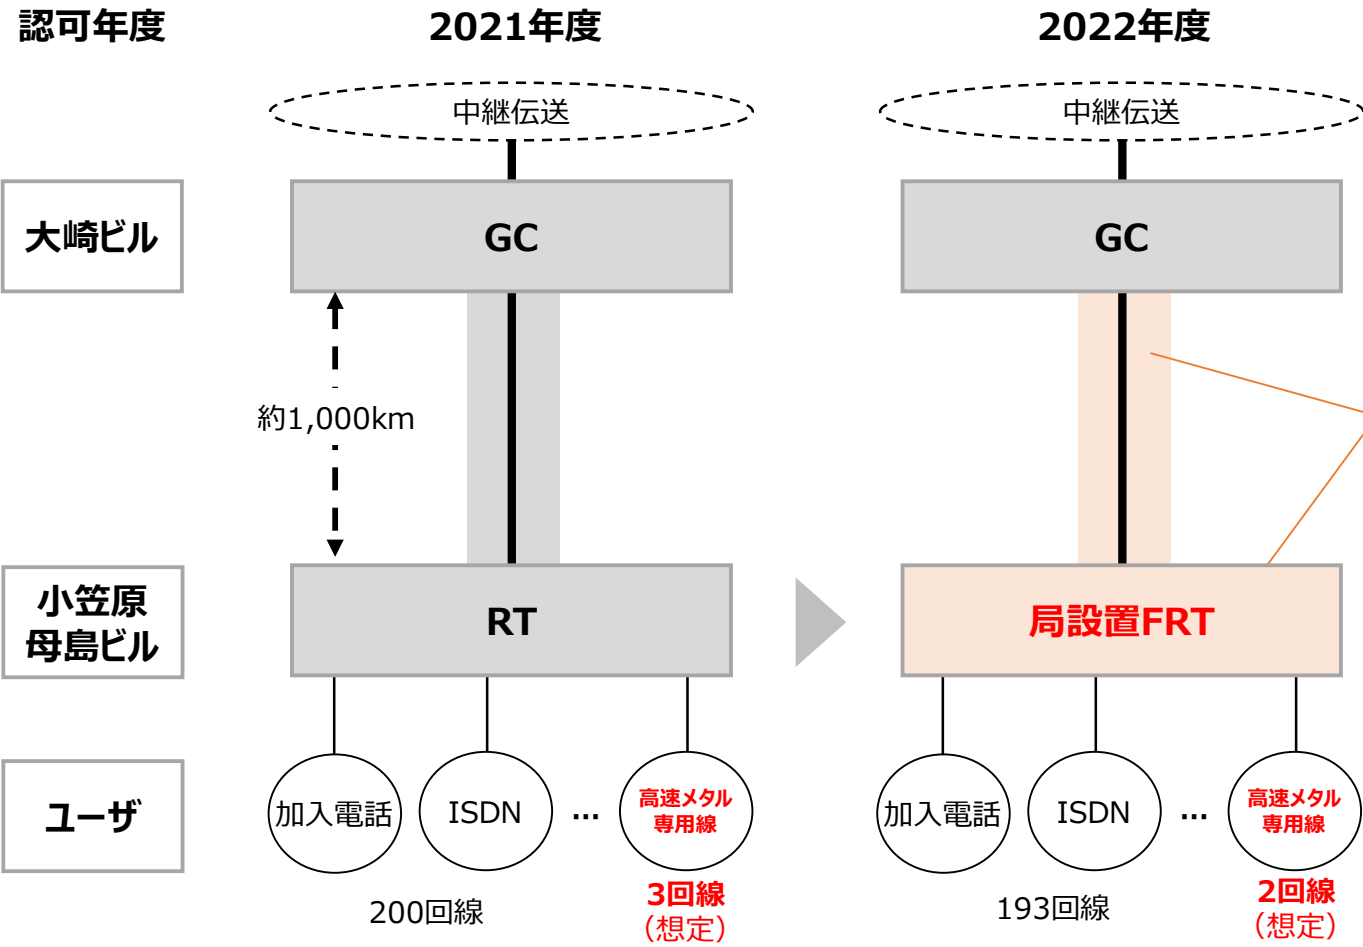 認可年度
2021年度
2022年度
中継伝送
中継伝送
大崎ビル
GC
GC
約1,000km
小笠原
母島ビル
RT
局設置FRT
ユーザ
加入電話
ISDN
…
高速メタル
専用線
加入電話
ISDN
…
高速メタル
専用線
200回線
3回線
（想定）
193回線
2回線
（想定）